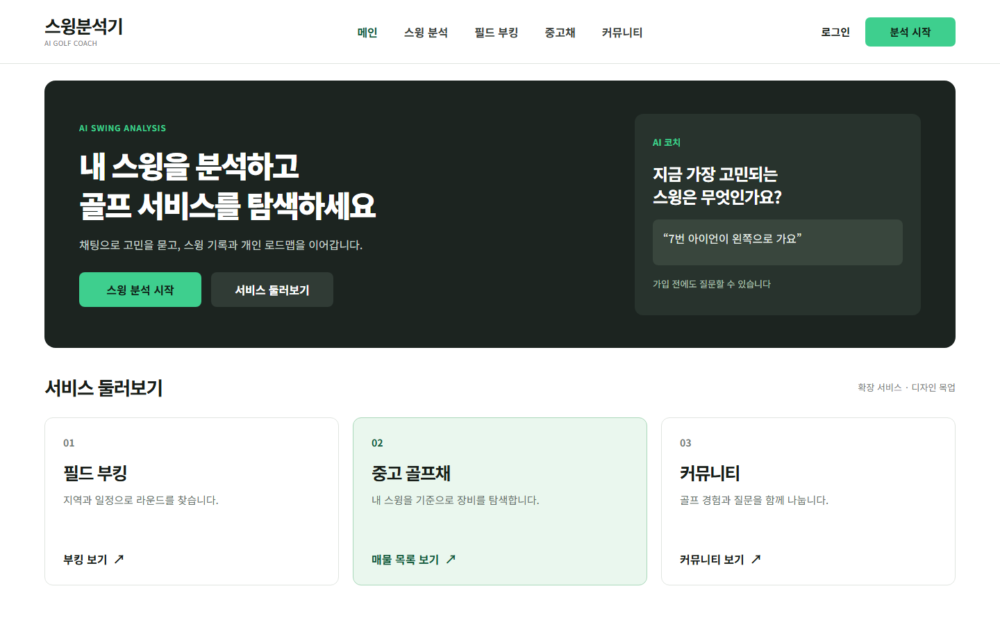 스윙분석기
AI GOLF COACH
메인
스윙 분석
필드 부킹
중고채
커뮤니티
로그인
분석 시작
AI SWING ANALYSIS
내 스윙을 분석하고
골프 서비스를 탐색하세요
채팅으로 고민을 묻고, 스윙 기록과 개인 로드맵을 이어갑니다.
스윙 분석 시작
서비스 둘러보기
AI 코치
지금 가장 고민되는
스윙은 무엇인가요?
“7번 아이언이 왼쪽으로 가요”
가입 전에도 질문할 수 있습니다
서비스 둘러보기
확장 서비스 · 디자인 목업
01
필드 부킹
지역과 일정으로 라운드를 찾습니다.
부킹 보기 ↗
02
중고 골프채
내 스윙을 기준으로 장비를 탐색합니다.
매물 목록 보기 ↗
03
커뮤니티
골프 경험과 질문을 함께 나눕니다.
커뮤니티 보기 ↗